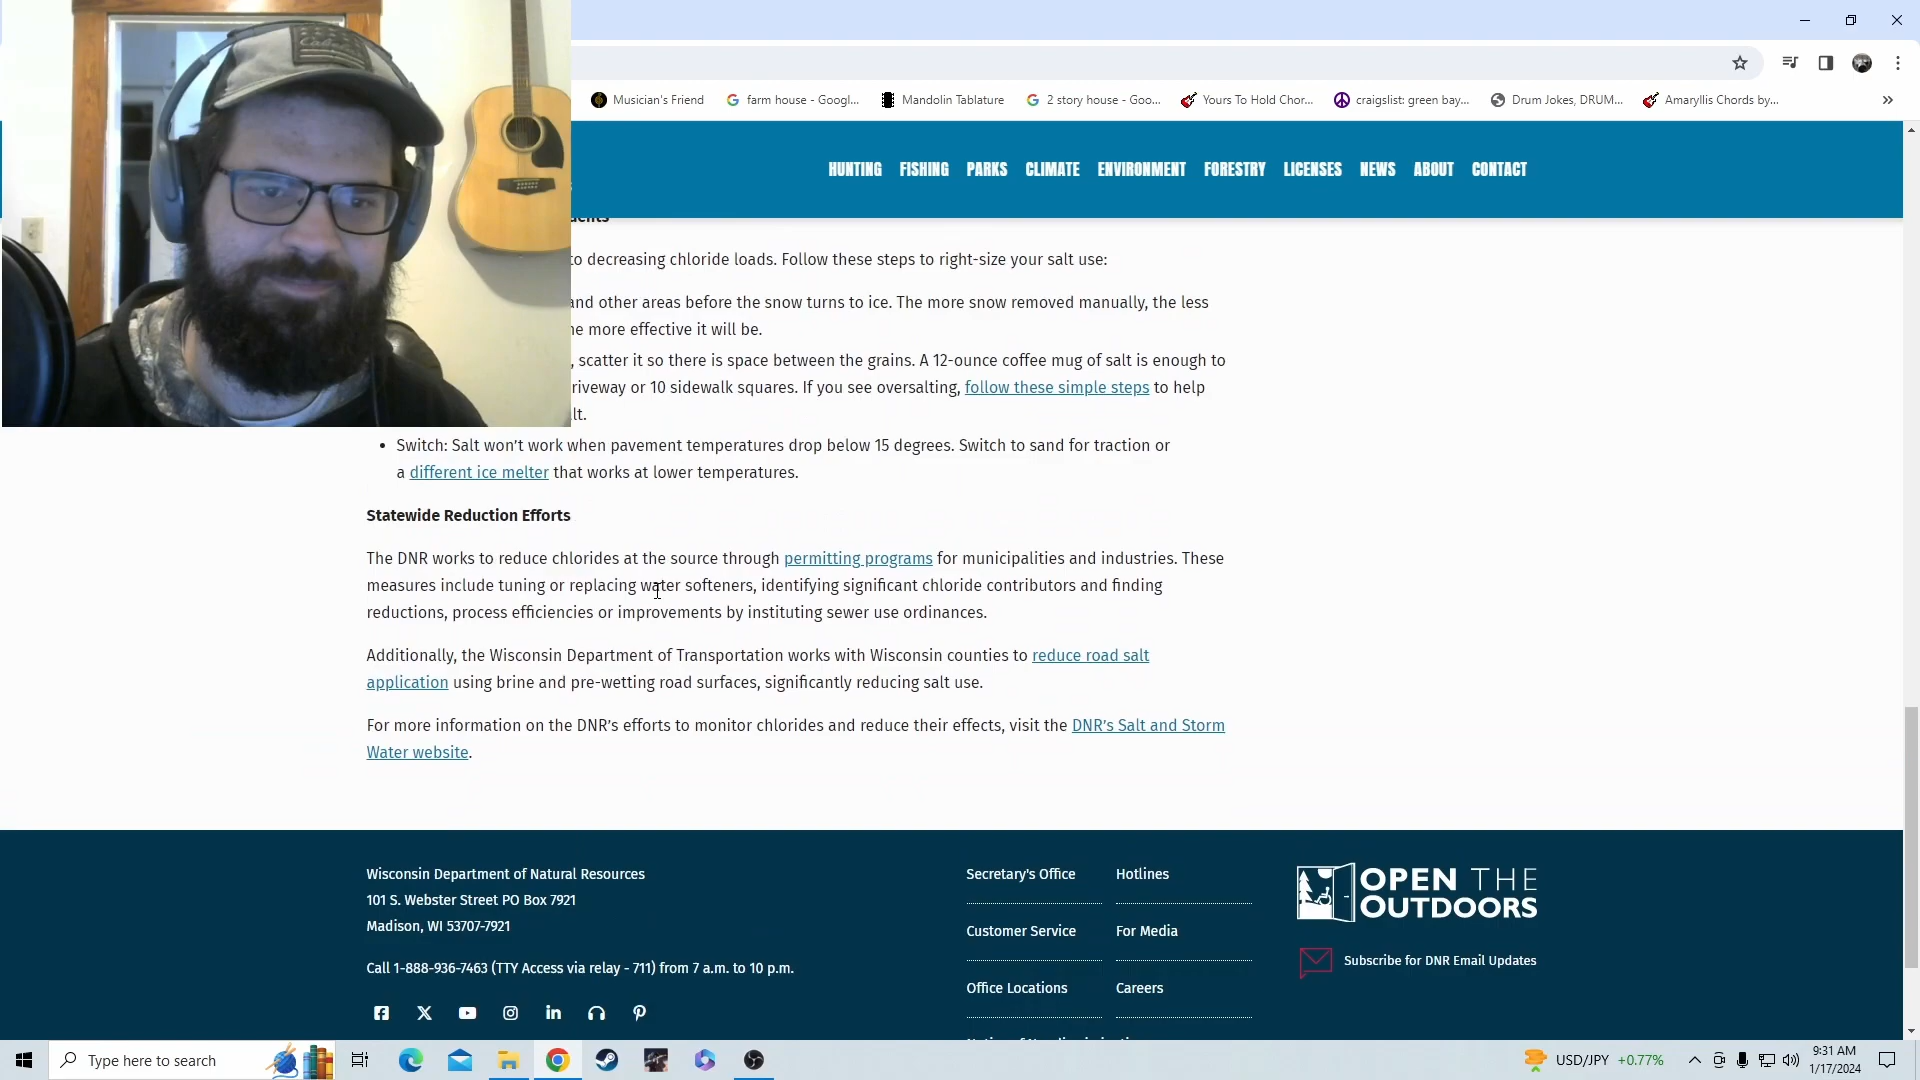 Musician's Friend
farm house - Googl...
Mandolin Tablature
2 story house - Goo...
Yours To Hold Chor...
craigslist: green bay...
Drum Jokes, DRUM...
Amaryllis Chords by...
HUNTING FISHING PARKS CLIMATE ENVIRONMENT FORESTRY LICENSES NEWS ABOUT CONTACT
to decreasing chloride loads. Follow these steps to right-size your salt use:
and other areas before the snow turns to ice. The more snow removed manually, the less
more effective it will be.
, scatter it so there is space between the grains. A 12-ounce coffee mug of salt is enough to
or 10 sidewalk squares. If you see oversalting, follow these simple steps to help
• Switch: Salt won’t work when pavement temperatures drop below 15 degrees. Switch to sand for traction or
a different ice melter that works at lower temperatures.
Statewide Reduction Efforts
The DNR works to reduce chlorides at the source through permitting programs for municipalities and industries. These
measures include tuning or replacing water softeners, identifying significant chloride contributors and finding
reductions, process efficiencies or improvements by instituting sewer use ordinances.
Additionally, the Wisconsin Department of Transportation works with Wisconsin counties to reduce road salt
application using brine and pre-wetting road surfaces, significantly reducing salt use.
For more information on the DNR’s efforts to monitor chlorides and reduce their effects, visit the DNR’s Salt and Storm
Water website.
Wisconsin Department of Natural Resources
101 S. Webster Street PO Box 7921
Madison, WI 53707-7921
Call 1-888-936-7463 (TTY Access via relay - 711) from 7 a.m. to 10 p.m.
Secretary's Office
Customer Service
Office Locations
Hotlines
For Media
Careers
OPEN THE
OUTDOORS
Subscribe for DNR Email Updates
Type here to search
USD/JPY +0.77%
9:31 AM
1/17/2024